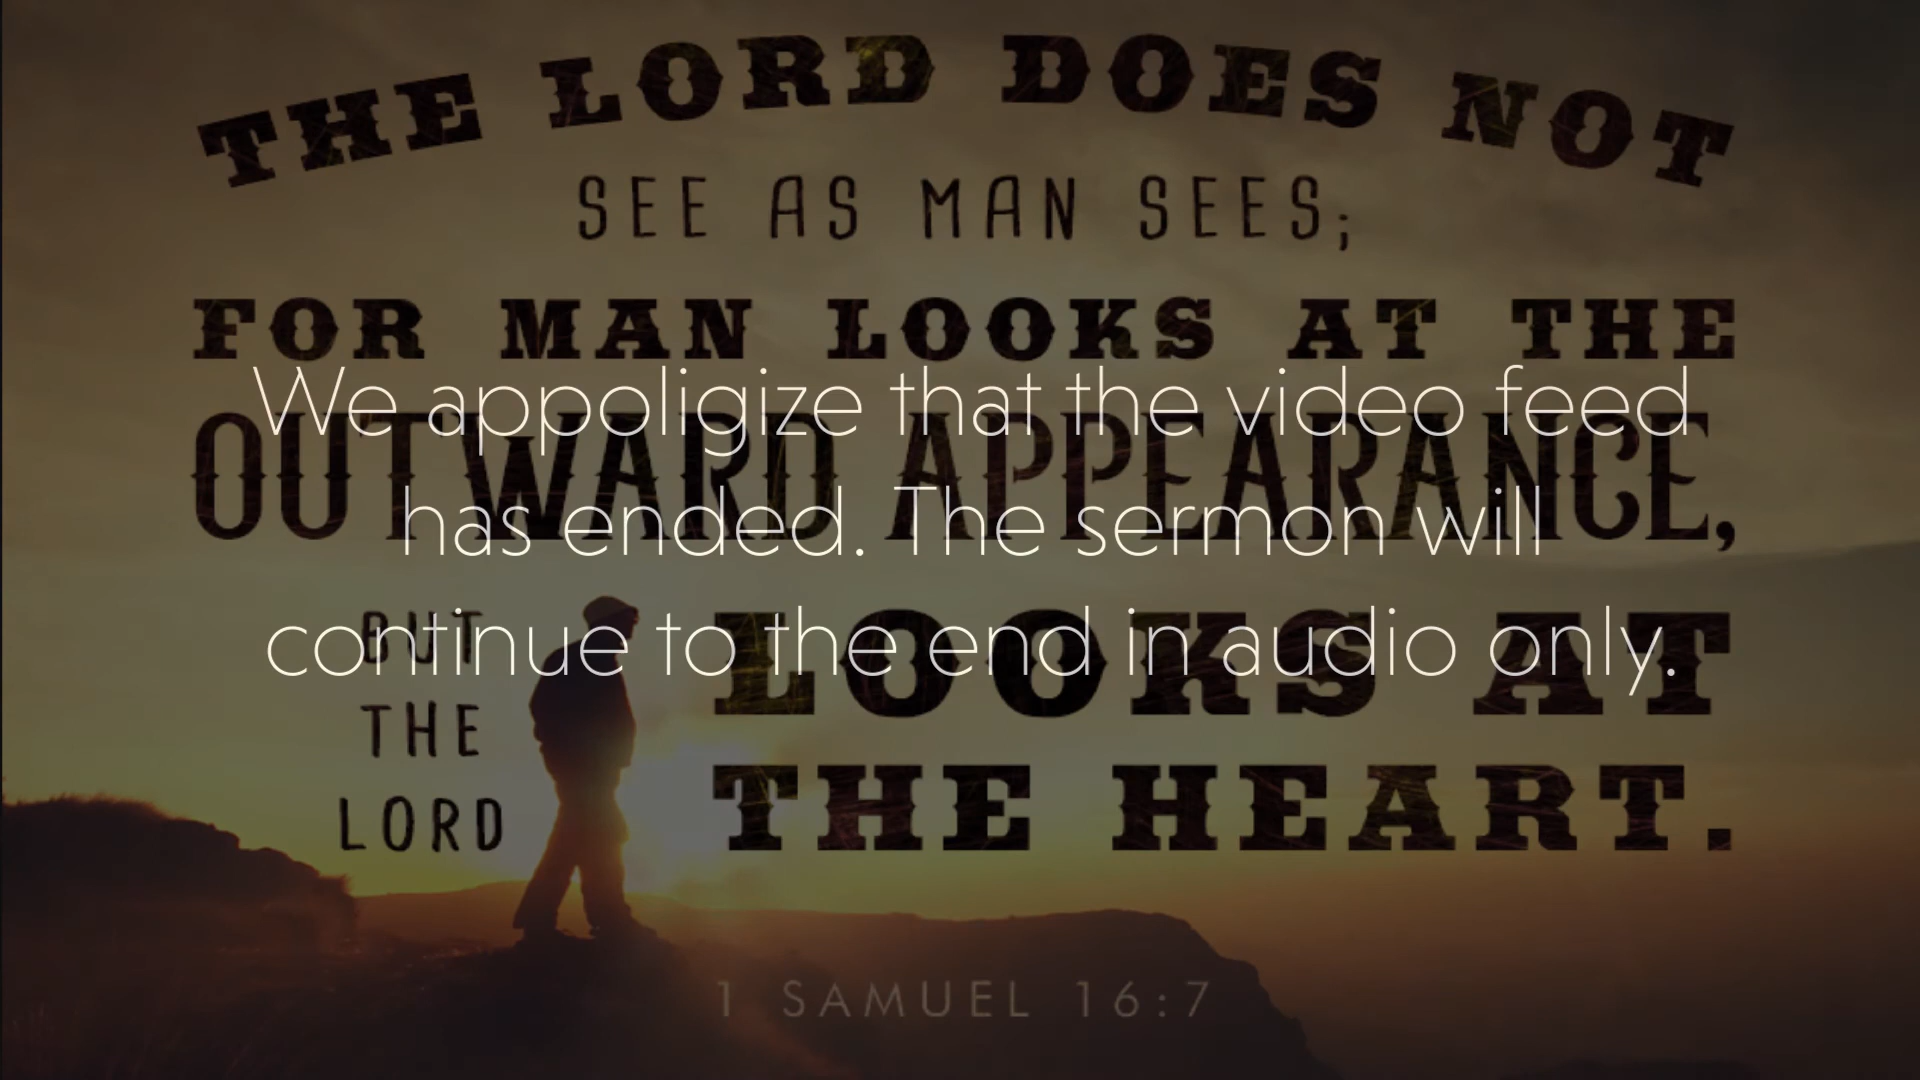 THE LORD DOES NOT
SEE AS MAN SEES;
FOR MAN LOOKS AT THE
OUTWARD APPEARANCE,
BUT
THE
LORD
LOOKS AT
THE HEART.
1 SAMUEL 16:7
We appoligize that the video feed
has ended. The sermon will
continue to the end in audio only.